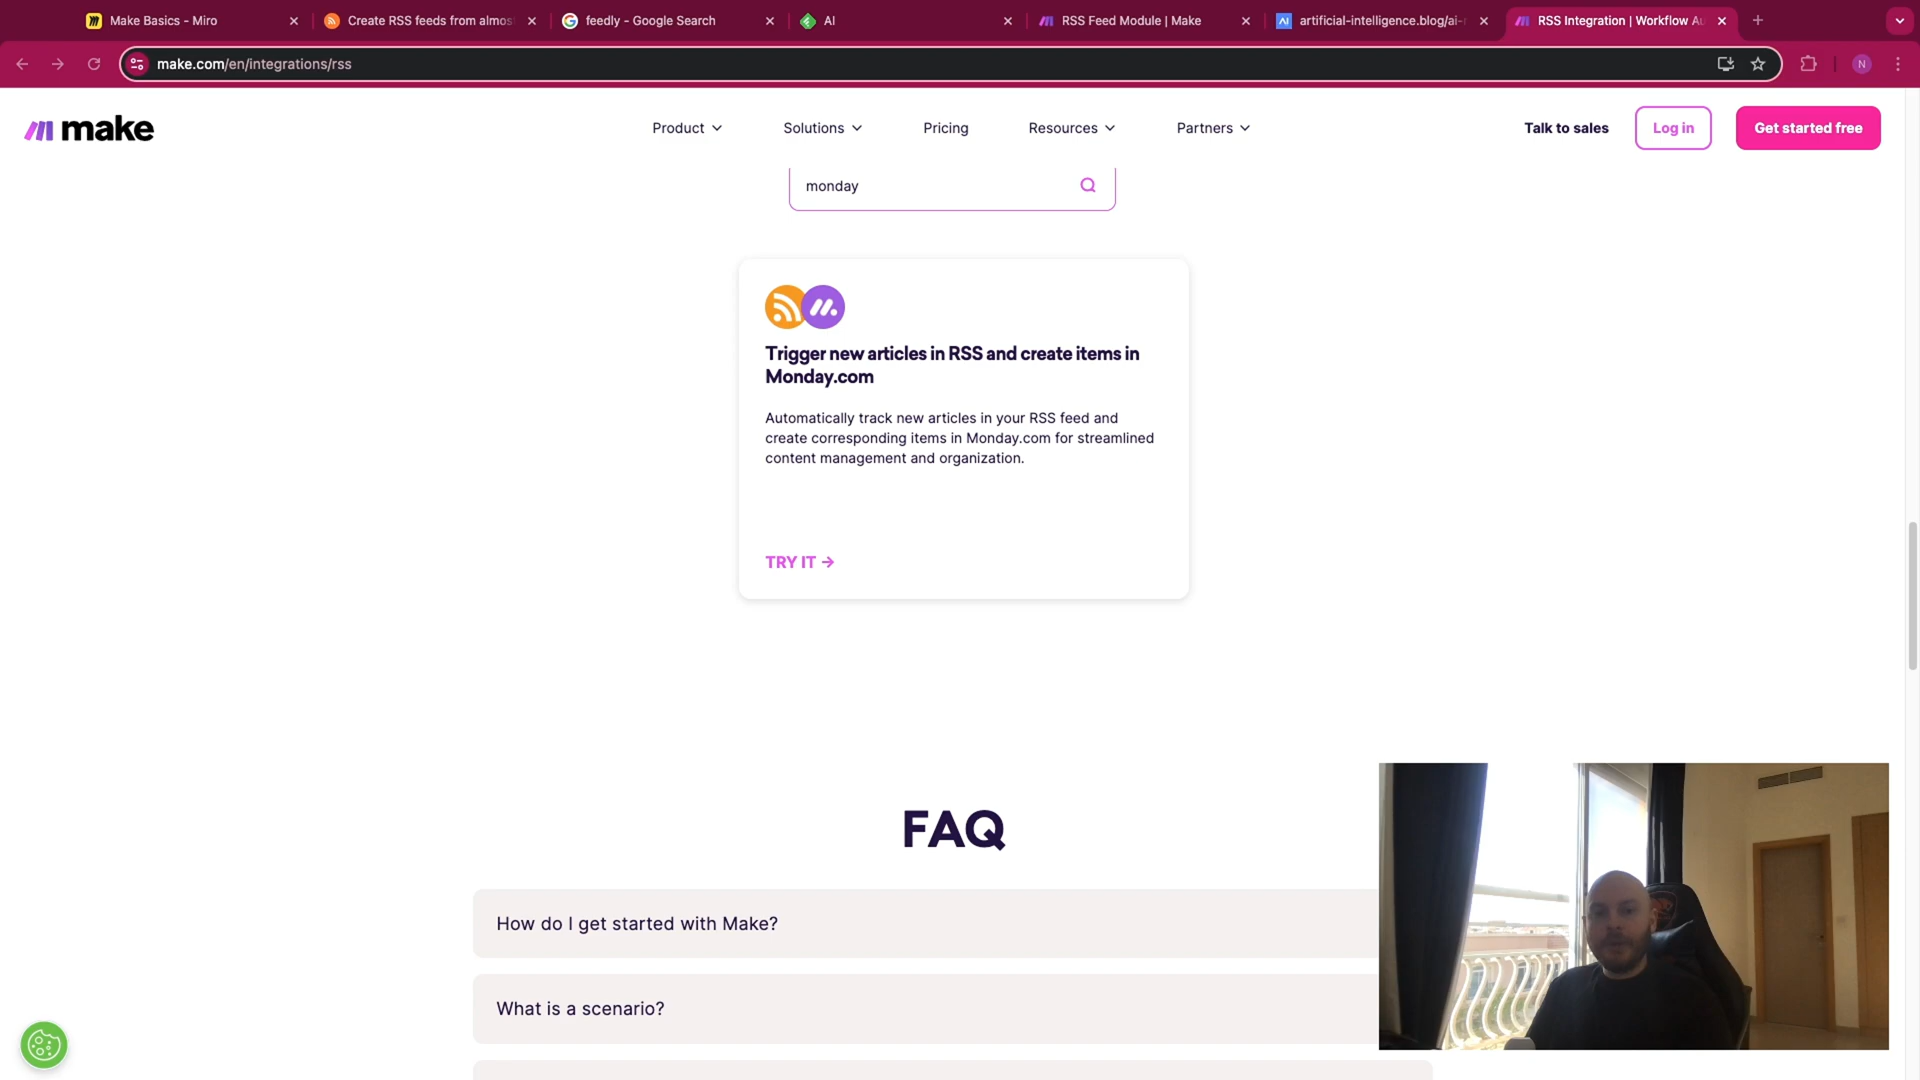 Make Basics - Miro
Create RSS feeds from almos
feedly - Google Search
AI
RSS Feed Module | Make
artificial-intelligence.blog/ai-
RSS Integration | Workflow Au
make.com/en/integrations/rss
N
make
Product
Solutions
Pricing
Resources
Partners
Talk to sales
Log in
Get started free
monday
Trigger new articles in RSS and create items in
Monday.com
Automatically track new articles in your RSS feed and
create corresponding items in Monday.com for streamlined
content management and organization.
TRY IT →
FAQ
How do I get started with Make?
What is a scenario?